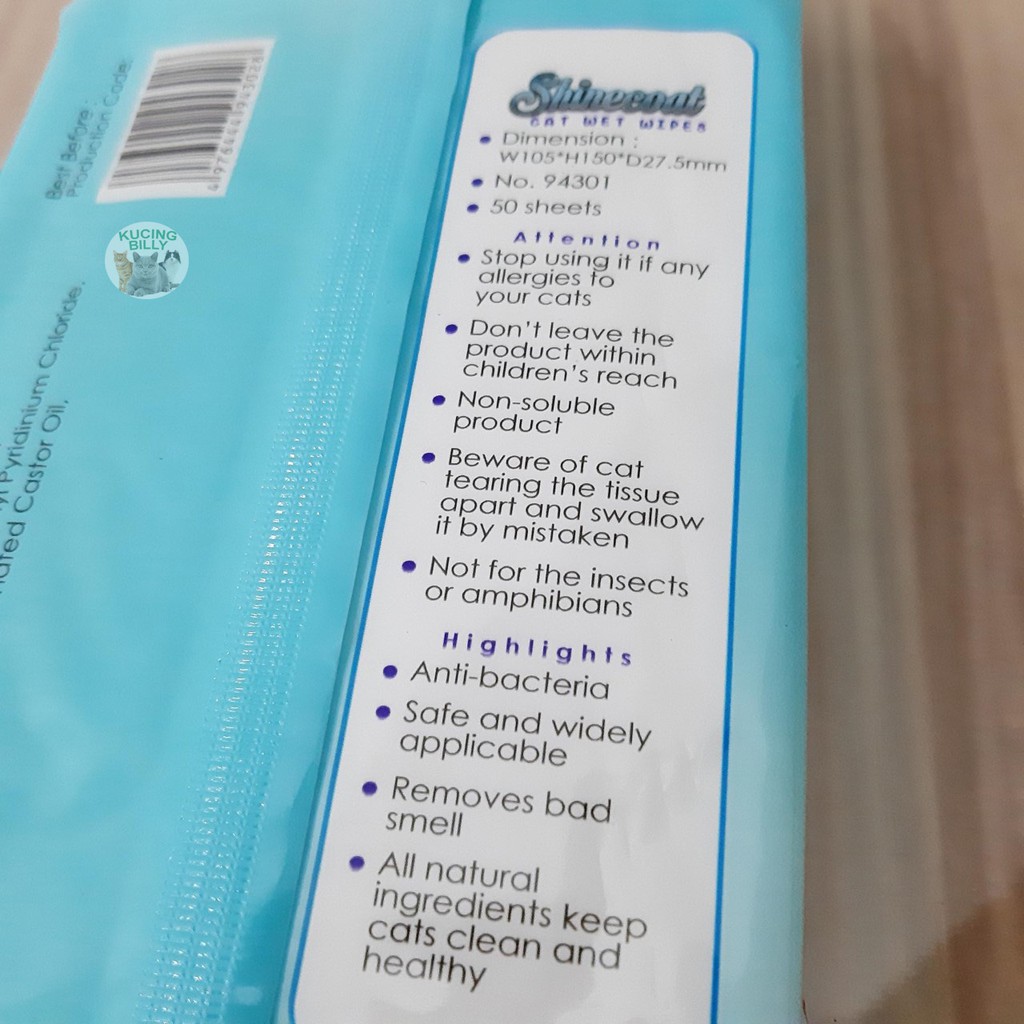 Best Before :
Production Code:
KUCING
BILLY
Pyridinium Chloride,
Castor Oil.
Shinecoat
CAT WET WIPES
• Dimension :
W105*H150*D27.5mm
• No. 94301
• 50 sheets
Attention
• Stop using it if any
allergies to
your cats
• Don't leave the
product within
children's reach
• Non-soluble
product
• Beware of cat
tearing the tissue
apart and swallow
it by mistaken
• Not for the insects
or amphibians
Highlights
• Anti-bacteria
• Safe and widely
applicable
• Removes bad
smell
• All natural
ingredients keep
cats clean and
healthy